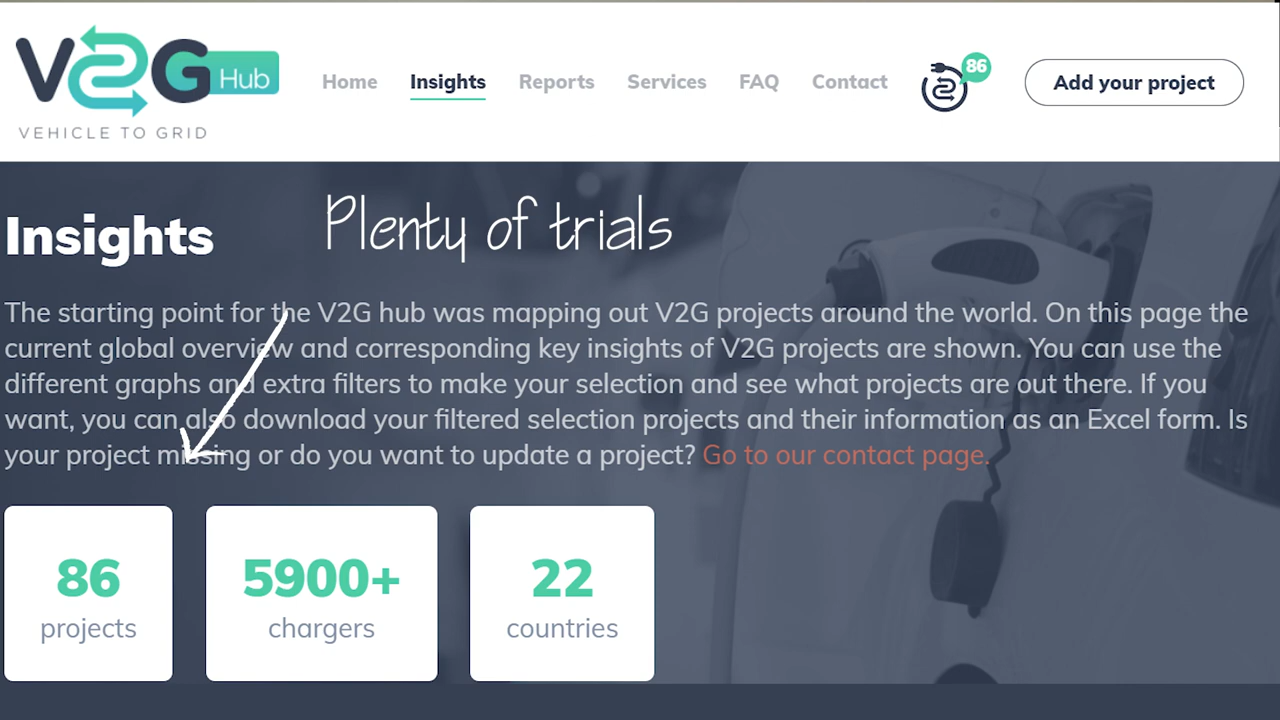 V2G Hub
VEHICLE TO GRID
Home Insights Reports Services FAQ Contact 86 Add your project
Insights
Plenty of trials
The starting point for the V2G hub was mapping out V2G projects around the world. On this page the
current global overview and corresponding key insights of V2G projects are shown. You can use the
different graphs and extra filters to make your selection and see what projects are out there. If you
want, you can also download your filtered selection projects and their information as an Excel form. Is
your project missing or do you want to update a project? Go to our contact page.
86
projects
5900+
chargers
22
countries